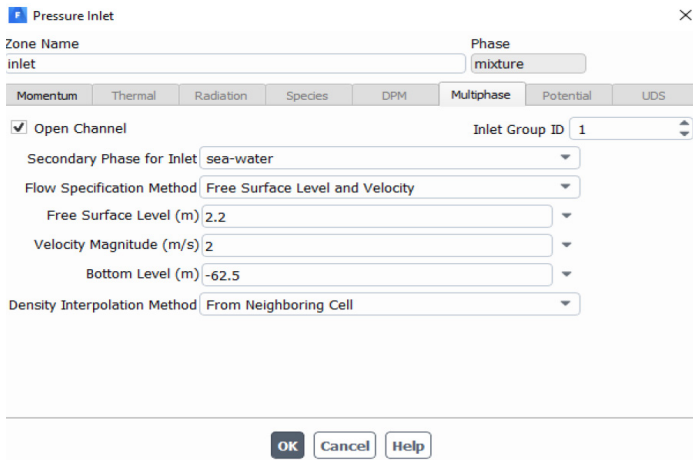 F Pressure Inlet
Zone Name Phase
inlet mixture
Momentum Thermal Radiation Species DPM Multiphase Potential UDS
Open Channel Inlet Group ID 1
Secondary Phase for Inlet sea-water
Flow Specification Method Free Surface Level and Velocity
Free Surface Level (m) 2.2
Velocity Magnitude (m/s) 2
Bottom Level (m) -62.5
Density Interpolation Method From Neighboring Cell
OK Cancel Help